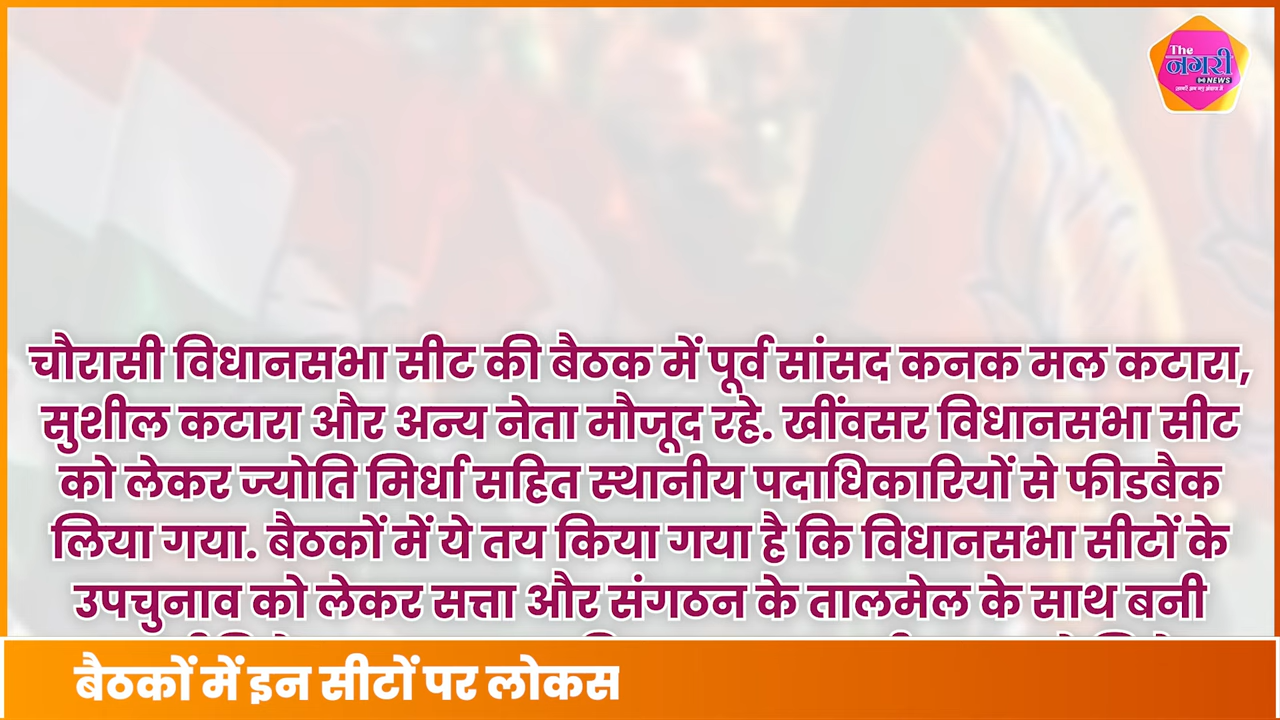 The
नगरी
NEWS
चौरासी विधानसभा सीट की बैठक में पूर्व सांसद कनक मल कटारा,
सुशील कटारा और अन्य नेता मौजूद रहे. खींवसर विधानसभा सीट
को लेकर ज्योति मिर्धा सहित स्थानीय पदाधिकारियों से फीडबैक
लिया गया. बैठकों में ये तय किया गया है कि विधानसभा सीटों के
उपचुनाव को लेकर सत्ता और संगठन के तालमेल के साथ बनी
बैठकों में इन सीटों पर लोकस